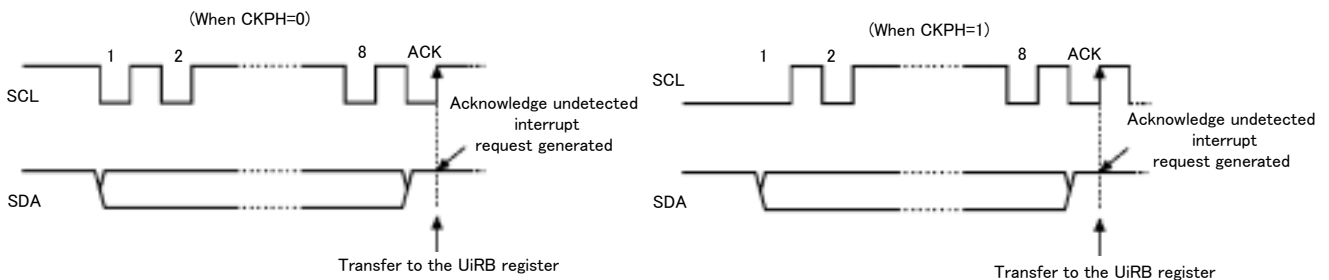 (When CKPH=0)
1 2 8 ACK
SCL
Acknowledge undetected
interrupt
request generated
SDA
Transfer to the UiRB register
(When CKPH=1)
1 2 8 ACK
SCL
Acknowledge undetected
interrupt
request generated
SDA
Transfer to the UiRB register